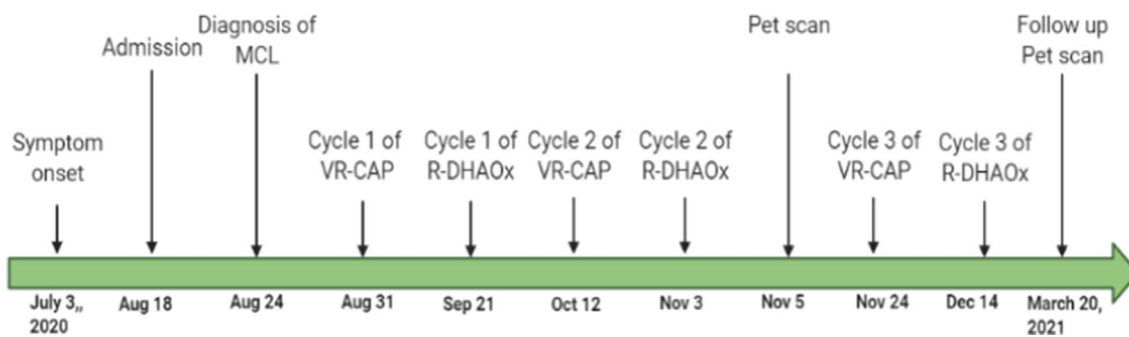 Symptom
onset
Admission
Diagnosis of
MCL
Cycle 1 of
VR-CAP
Cycle 1 of
R-DHAOx
Cycle 2 of
VR-CAP
Cycle 2 of
R-DHAOx
Pet scan
Cycle 3 of
VR-CAP
Cycle 3 of
R-DHAOx
Follow up
Pet scan
July 3,,
2020
Aug 18
Aug 24
Aug 31
Sep 21
Oct 12
Nov 3
Nov 5
Nov 24
Dec 14
March 20,
2021